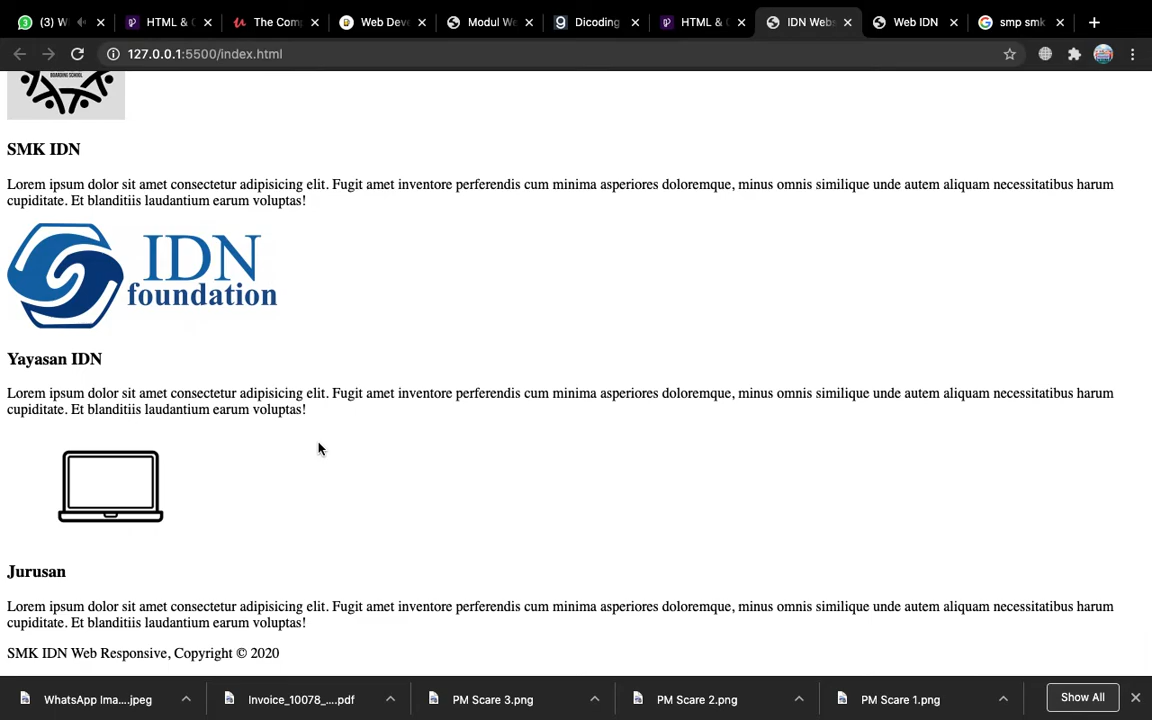 (3) W
HTML & C
The Com
Web Deve
Modul We
Dicoding
HTML & C
IDN Webs
Web IDN
smp smk
127.0.0.1:5500/index.html
BOARDING SCHOOL
SMK IDN
Lorem ipsum dolor sit amet consectetur adipisicing elit. Fugit amet inventore perferendis cum minima asperiores doloremque, minus omnis similique unde autem aliquam necessitatibus harum
cupiditate. Et blanditiis laudantium earum voluptas!
IDN
foundation
Yayasan IDN
Lorem ipsum dolor sit amet consectetur adipisicing elit. Fugit amet inventore perferendis cum minima asperiores doloremque, minus omnis similique unde autem aliquam necessitatibus harum
cupiditate. Et blanditiis laudantium earum voluptas!
Jurusan
Lorem ipsum dolor sit amet consectetur adipisicing elit. Fugit amet inventore perferendis cum minima asperiores doloremque, minus omnis similique unde autem aliquam necessitatibus harum
cupiditate. Et blanditiis laudantium earum voluptas!
SMK IDN Web Responsive, Copyright © 2020
WhatsApp Ima....jpeg
Invoice_10078_....pdf
PM Scare 3.png
PM Scare 2.png
PM Scare 1.png
Show All